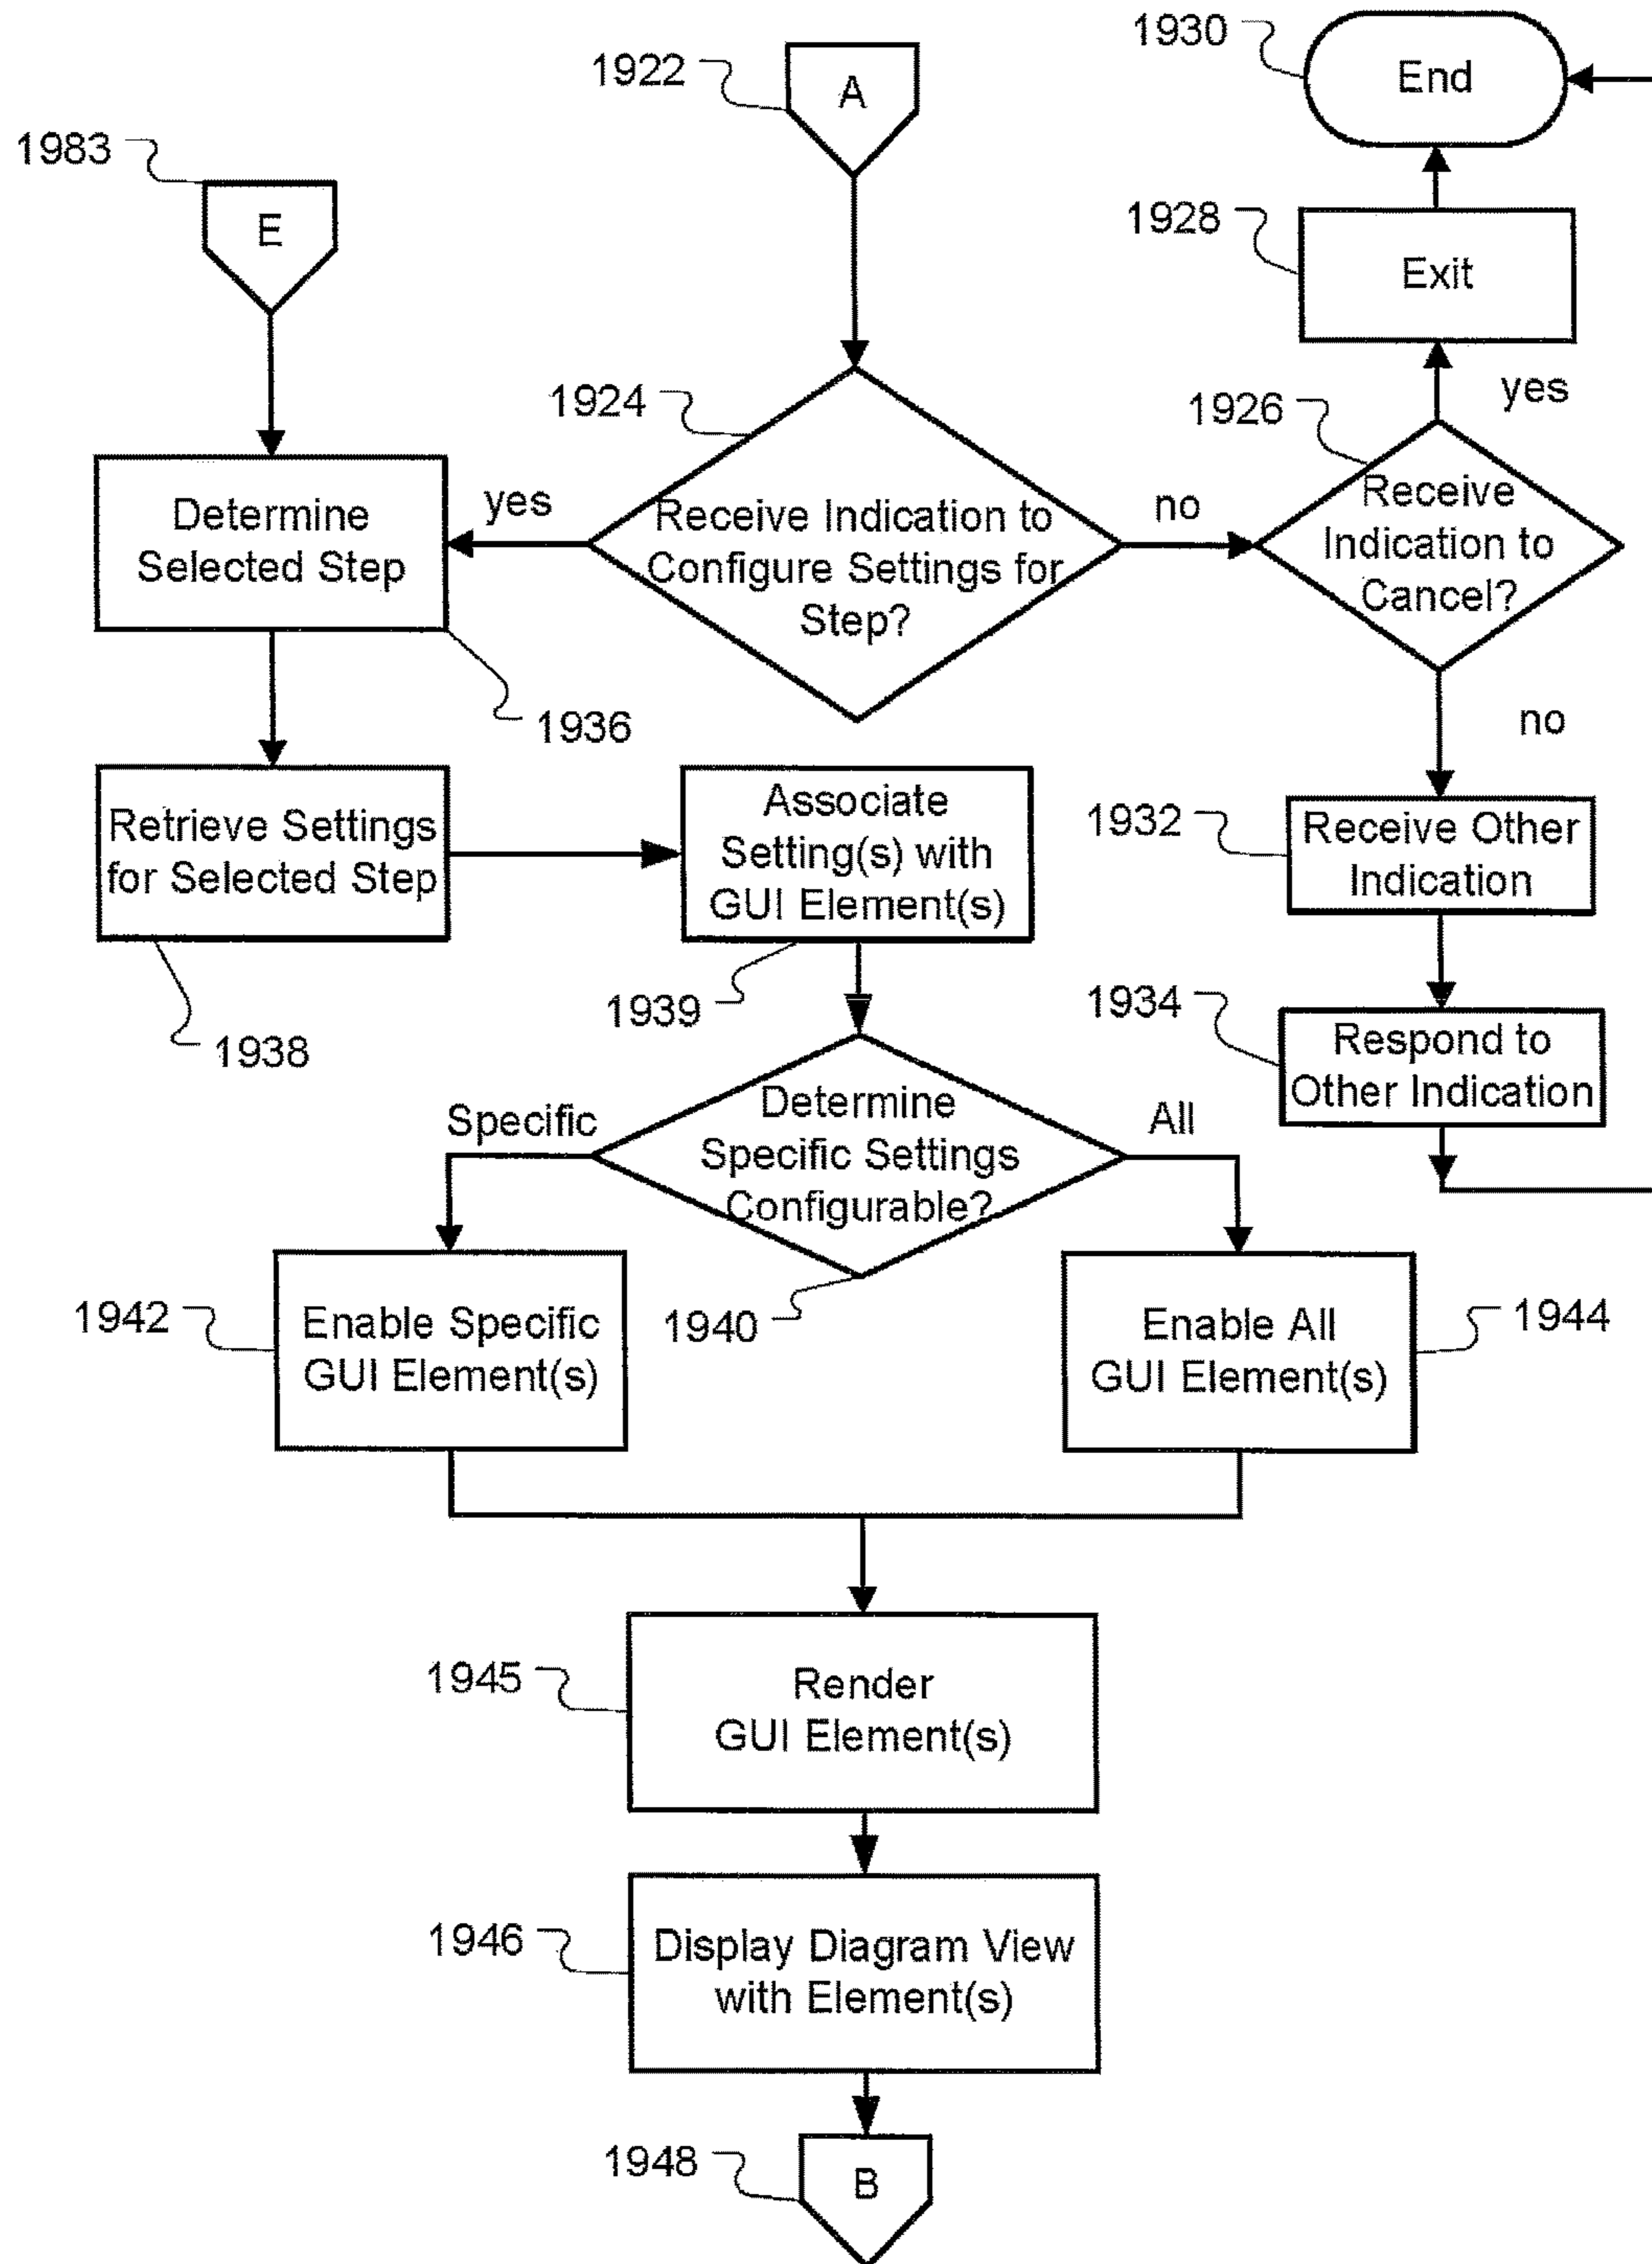 1930
End
1922
A
1983
E
1928
Exit
yes
1924
1926
Receive Indication to
Configure Settings for
Step?
yes
no
Receive
Indication to
Cancel?
Determine
Selected Step
1936
no
Retrieve Settings
for Selected Step
1938
Associate
Setting(s) with
GUI Element(s)
1939
1932
Receive Other
Indication
1934
Respond to
Other Indication
Specific
Determine
Specific Settings
Configurable?
All
1940
1942
Enable Specific
GUI Element(s)
Enable All
GUI Element(s)
1944
1945
Render
GUI Element(s)
1946
Display Diagram View
with Element(s)
1948
B